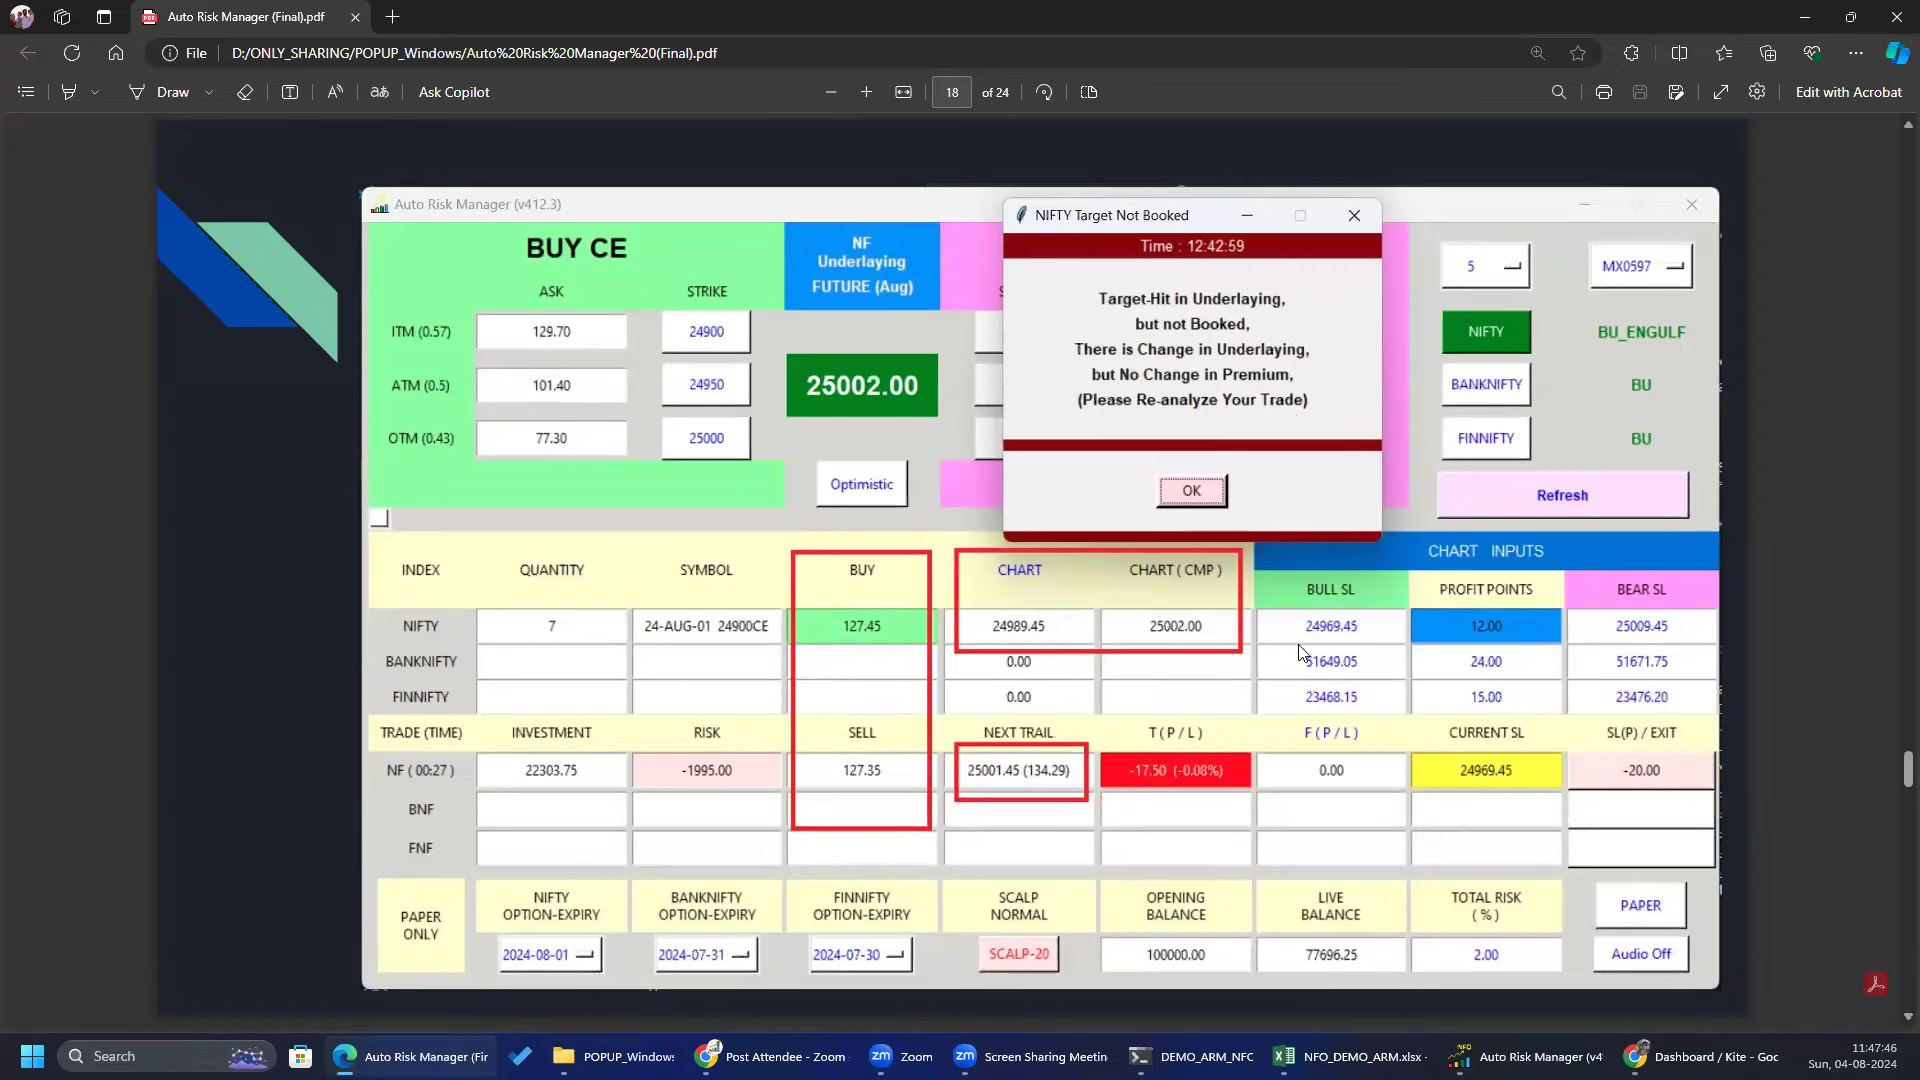 Auto Risk Manager (Final).pdf
File
D:/ONLY_SHARING/POPUP_Windows/Auto%20Risk%20Manager%20(Final).pdf
Draw
aあ
Ask Copilot
18 of 24
Edit with Acrobat
Auto Risk Manager (v412.3)
BUY CE
ASK STRIKE
NF
Underlaying
FUTURE (Aug)
ITM (0.57) 129.70 24900
ATM (0.5) 101.40 24950
25002.00
OTM (0.43) 77.30 25000
Optimistic
NIFTY Target Not Booked
Time : 12:42:59
Target-Hit in Underlaying,
but not Booked,
There is Change in Underlaying,
but No Change in Premium,
(Please Re-analyze Your Trade)
OK
5 MX0597
NIFTY BU_ENGULF
BANKNIFTY BU
FINNIFTY BU
Refresh
INDEX QUANTITY SYMBOL BUY CHART CHART ( CMP )
CHART INPUTS
BULL SL PROFIT POINTS BEAR SL
NIFTY 7 24-AUG-01 24900CE 127.45 24989.45 25002.00 24969.45 12.00 25009.45
BANKNIFTY 0.00 51649.05 24.00 51671.75
FINNIFTY 0.00 23468.15 15.00 23476.20
TRADE (TIME) INVESTMENT RISK SELL NEXT TRAIL T ( P / L ) F ( P / L ) CURRENT SL SL(P) / EXIT
NF ( 00:27 ) 22303.75 -1995.00 127.35 25001.45 (134.29) -17.50 (-0.08%) 0.00 24969.45 -20.00
BNF
FNF
PAPER
ONLY
NIFTY
OPTION-EXPIRY
2024-08-01
BANKNIFTY
OPTION-EXPIRY
2024-07-31
FINNIFTY
OPTION-EXPIRY
2024-07-30
SCALP
NORMAL
SCALP-20
OPENING
BALANCE
100000.00
LIVE
BALANCE
77696.25
TOTAL RISK
( % )
2.00
PAPER
Audio Off
Search
Auto Risk Manager (Fir
POPUP_Windows
Post Attendee - Zoom
Zoom
Screen Sharing Meetin
DEMO_ARM_NFC
NFO_DEMO_ARM.xlsx -
Auto Risk Manager (v4
Dashboard / Kite - Goc
11:47:46
Sun, 04-08-2024